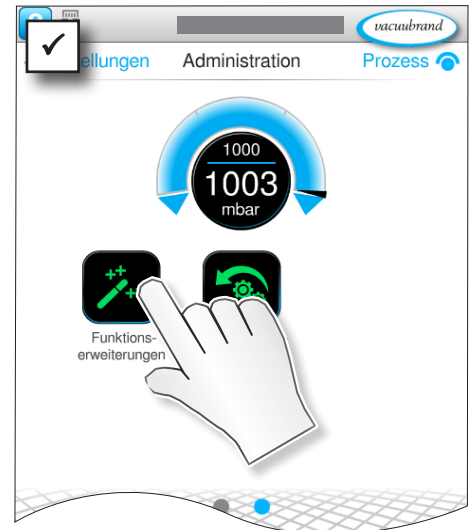 vacuubrand
ellungen Administration Prozess
1000
1003
mbar
Funktions-
erweiterungen